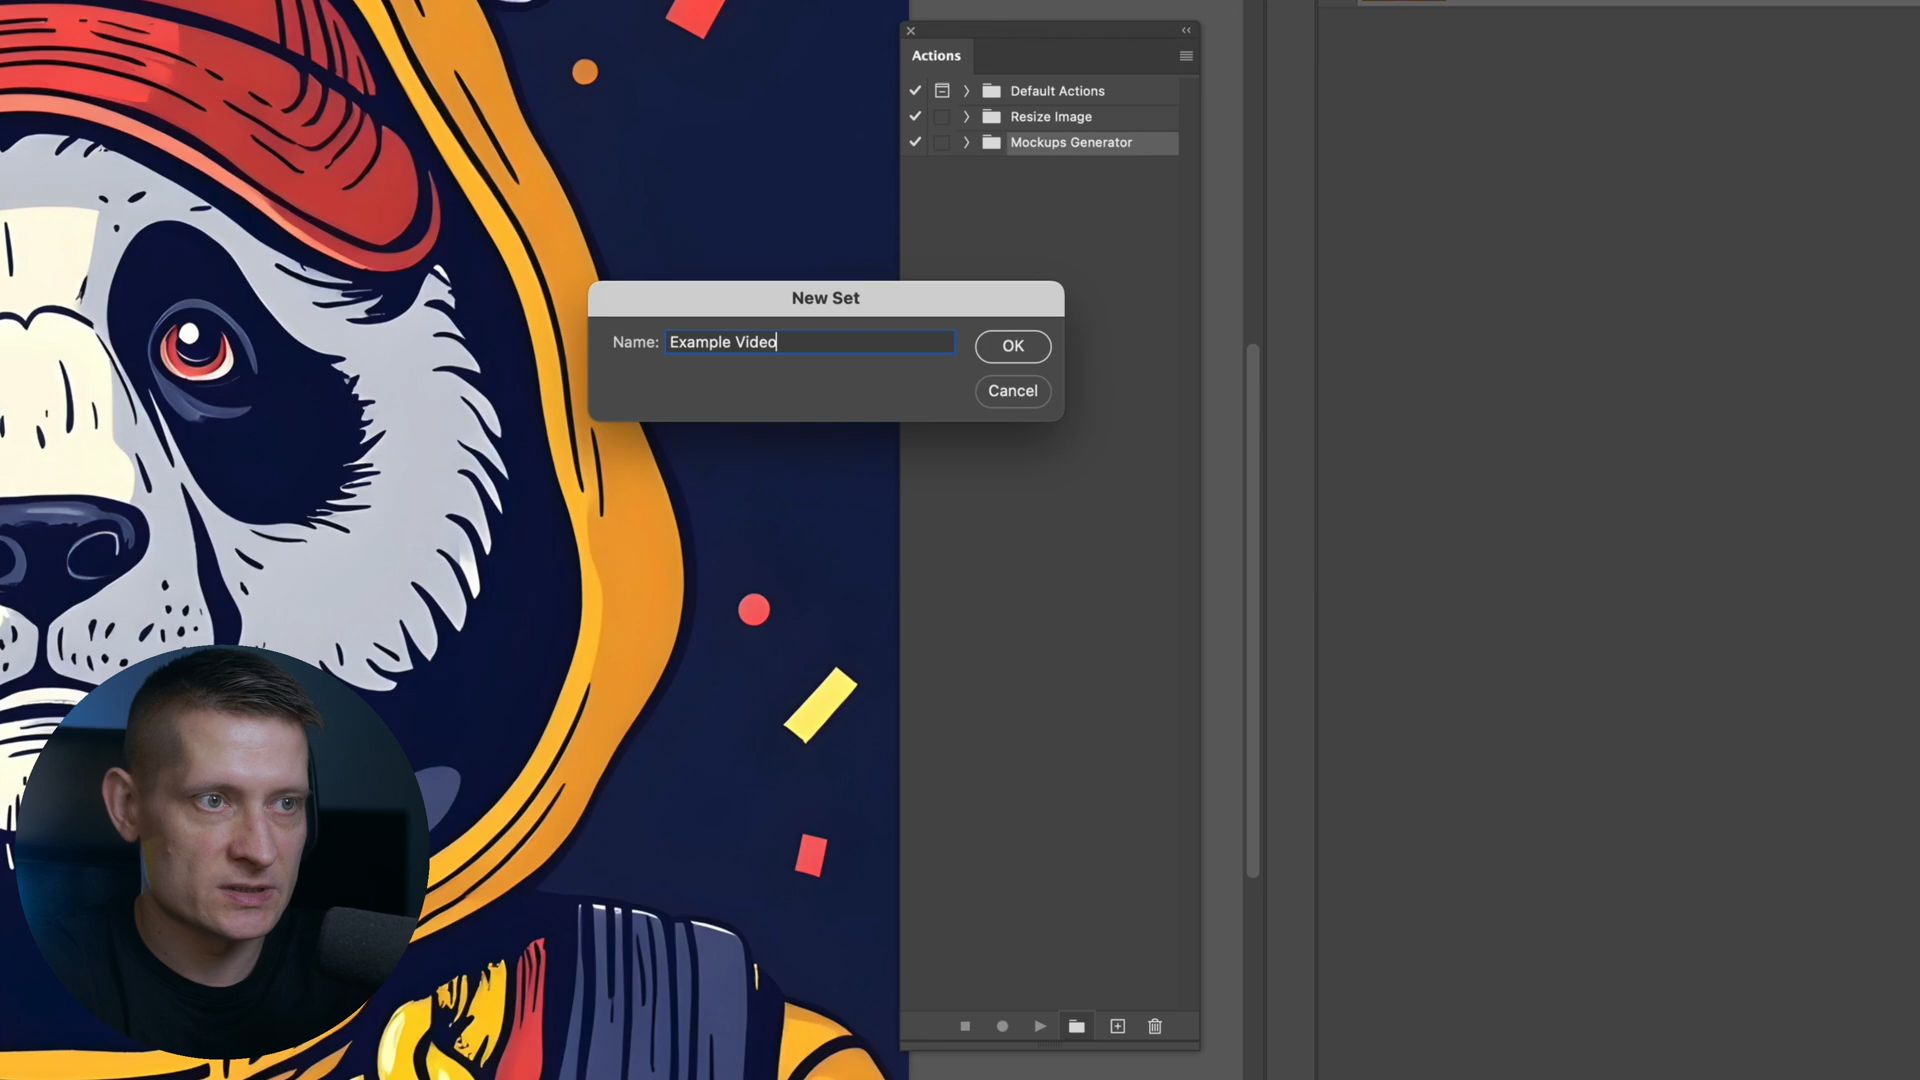 Actions
Default Actions
Resize Image
Mockups Generator
New Set
Name: Example Video
OK
Cancel